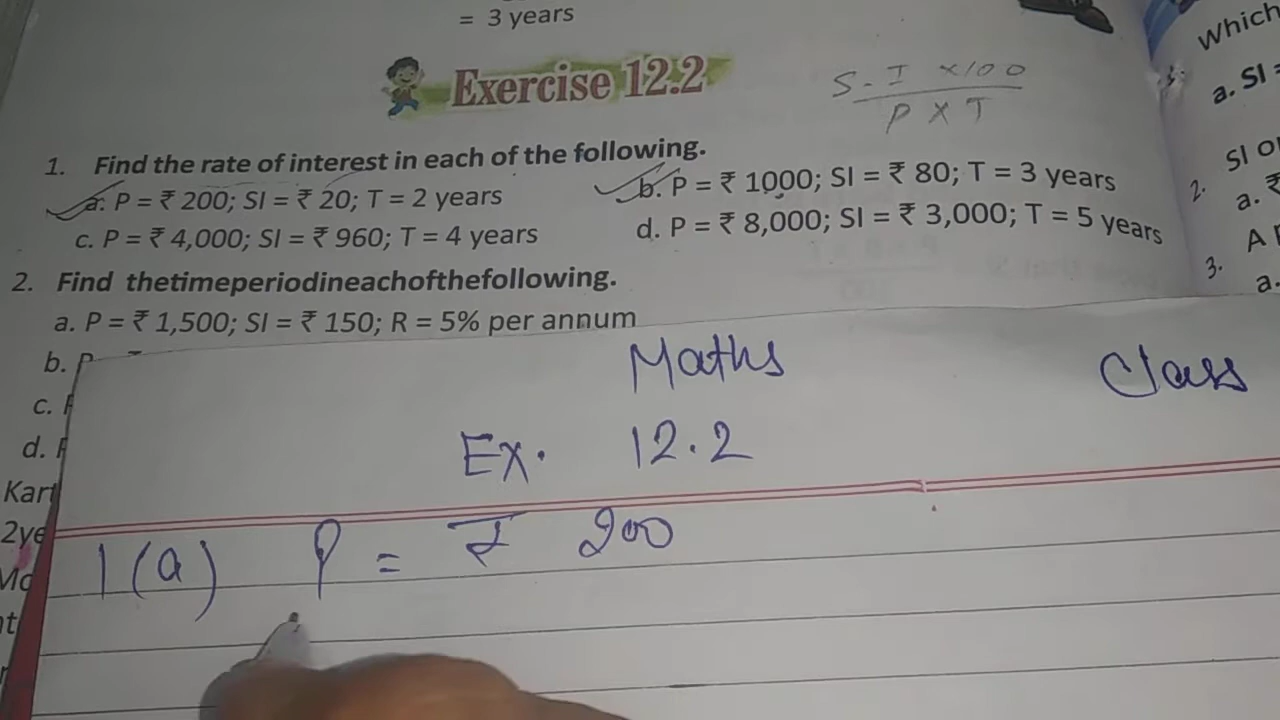 = 3 years
Exercise 12.2
S.I × 100
P × T
1. Find the rate of interest in each of the following.
a. P = ₹ 200; SI = ₹ 20; T = 2 years
b. P = ₹ 1000; SI = ₹ 80; T = 3 years
c. P = ₹ 4,000; SI = ₹ 960; T = 4 years
d. P = ₹ 8,000; SI = ₹ 3,000; T = 5 years
2. Find thetimeperiodineachofthefollowing.
a. P = ₹ 1,500; SI = ₹ 150; R = 5% per annum
b. P
c.
d.
Which
a. SI =
2.
a. ₹
3. A
a.
Maths Class
Ex. 12.2
1 (a) P = ₹ 200